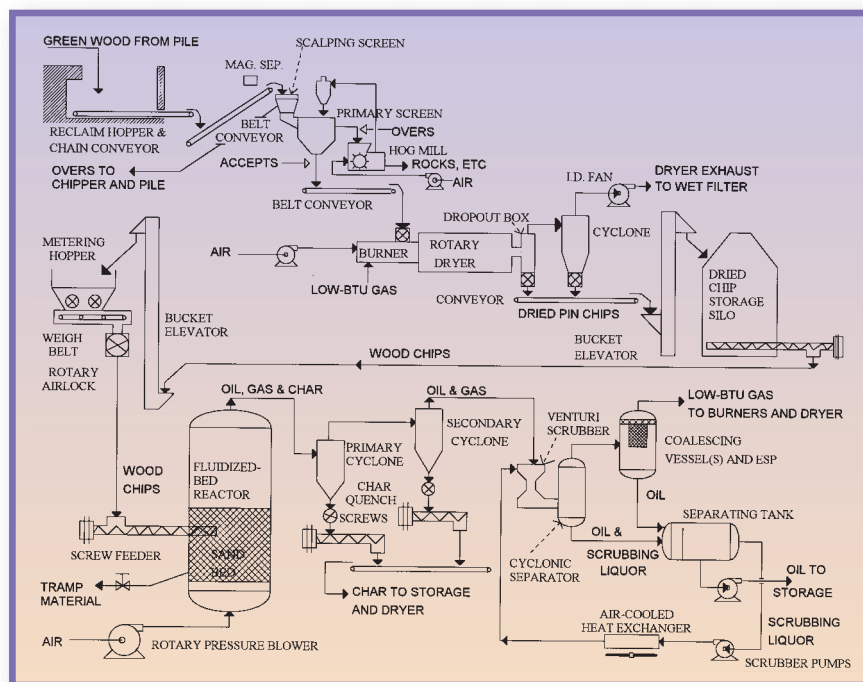 GREEN WOOD FROM PILE
SCALPING SCREEN
MAG. SEP.
PRIMARY SCREEN
BELT
CONVEYOR
OVERS
RECLAIM HOPPER &
CHAIN CONVEYOR
HOG MILL
ACCEPTS
ROCKS, ETC
AIR
OVERS TO
CHIPPER AND PILE
BELT CONVEYOR
I.D. FAN
DRYER EXHAUST
TO WET FILTER
DROPOUT BOX
CYCLONE
METERING
HOPPER
AIR
BURNER
ROTARY
DRYER
LOW-BTU GAS
CONVEYOR
DRIED PIN CHIPS
DRIED
CHIP
STORAGE
SILO
BUCKET
ELEVATOR
BUCKET
ELEVATOR
WEIGH BELT
ROTARY
AIRLOCK
WOOD CHIPS
OIL, GAS & CHAR
OIL & GAS
LOW-BTU GAS
TO BURNERS AND DRYER
SECONDARY
CYCLONE
VENTURI
SCRUBBER
PRIMARY
CYCLONE
COALESCING
VESSEL(S) AND ESP
WOOD
CHIPS
FLUIDIZED-
BED
REACTOR
CHAR
QUENCH
SCREWS
OIL
SEPARATING TANK
SAND
BED
SCREW FEEDER
OIL &
SCRUBBING
LIQUOR
CYCLONIC
SEPARATOR
TRAMP
MATERIAL
CHAR TO STORAGE
AND DRYER
OIL TO
STORAGE
AIR-COOLED
HEAT EXCHANGER
SCRUBBING
LIQUOR
AIR
ROTARY PRESSURE BLOWER
SCRUBBER PUMPS